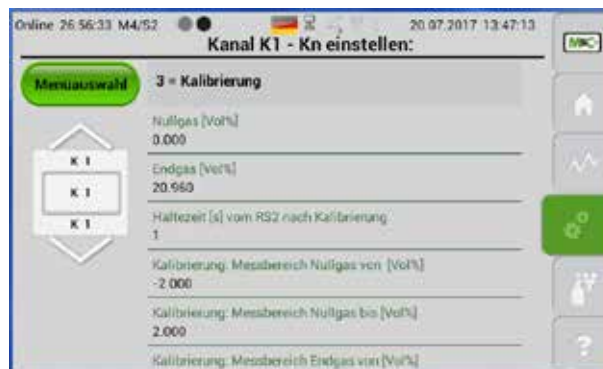 Online 26:56:33 M4/S2
20.07.2017 13:47:13
Kanal K1 - Kn einstellen:
MC
Menüauswahl
3 = Kalibrierung
Nullgas [Vol%]
0.000
K 1
K 1
K 1
Endgas [Vol%]
20.960
Haltezeit [s] vom RS2 nach Kalibrierung
1
Kalibrierung: Messbereich Nullgas von [Vol%]
-2.000
Kalibrierung: Messbereich Nullgas bis [Vol%]
2.000
Kalibrierung: Messbereich Endgas von [Vol%]
?